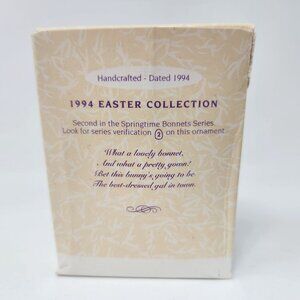 Handcrafted - Dated 1994
1994 EASTER COLLECTION
Second in the Springtime Bonnets Series.
Look for series verification 2 on this ornament.
What a lovely bonnet,
And what a pretty gown!
Bet this bunny's going to be
The best-dressed gal in town.